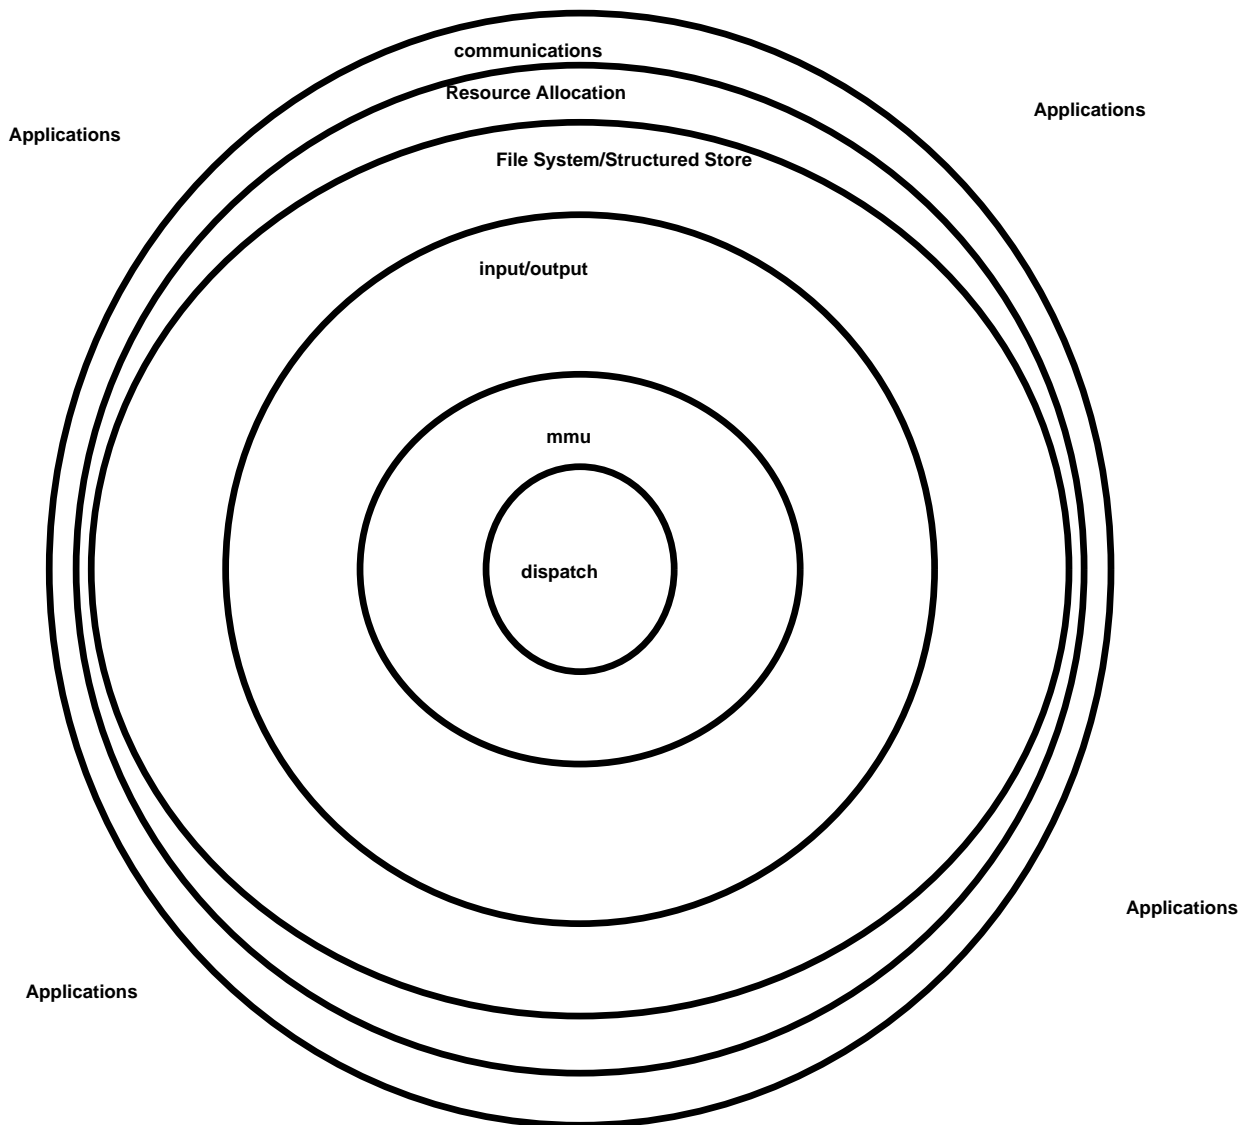 communications
Resource Allocation
Applications
Applications
File System/Structured Store
input/output
mmu
dispatch
Applications
Applications